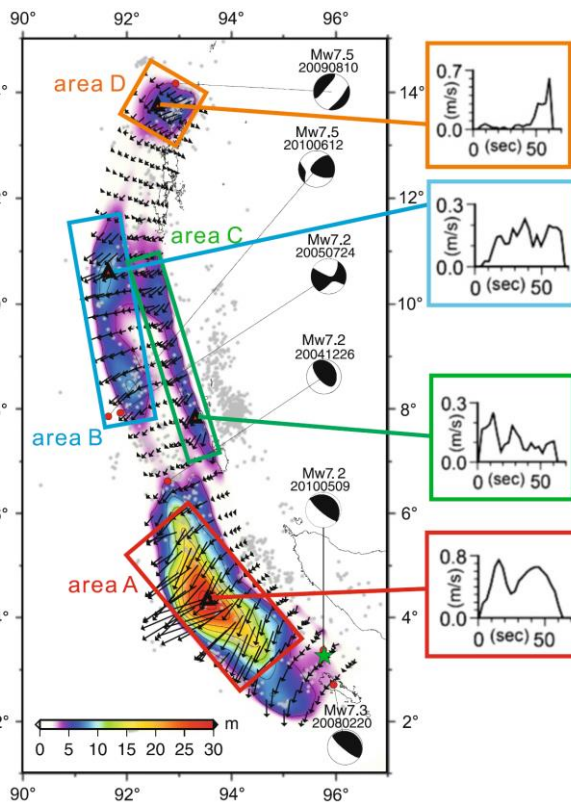 90° 92° 94° 96°
Mw7.5
20090810
area D
14°
0.7
(m/s)
0.0
0 (sec) 50
Mw7.5
20100612
12°
area C
0.3
(m/s)
0.0
0 (sec) 50
Mw7.2
20050724
10°
Mw7.2
20041226
8°
area B
0.3
(m/s)
0.0
0 (sec) 50
Mw7.2
20100509
6°
area A
0.8
(m/s)
0.0
0 (sec) 50
4°
Mw7.3
20080220
2°
m
0 5 10 15 20 30
90° 92° 94° 96°